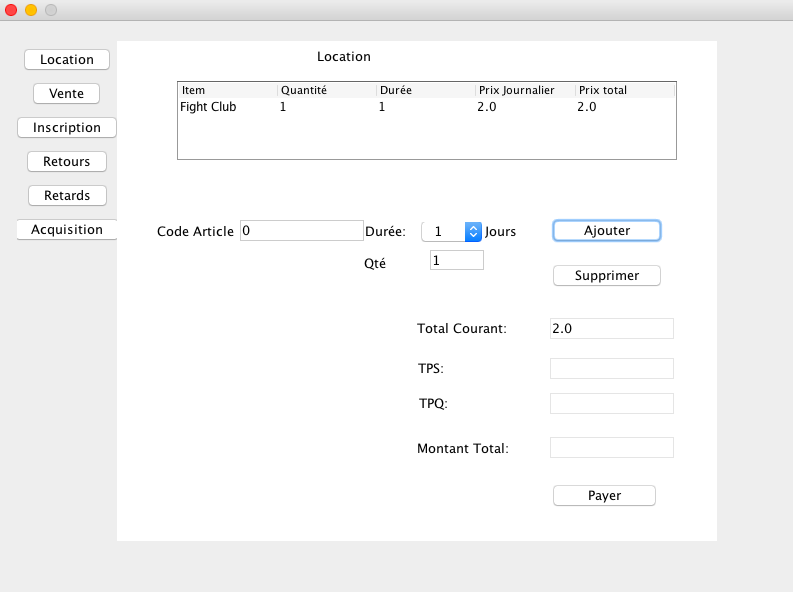 Location
Vente
Inscription
Retours
Retards
Acquisition
Location
Item Quantité Durée Prix Journalier Prix total
Fight Club 1 1 2.0 2.0
Code Article 0 Durée: 1 Jours Ajouter
Qté 1
Supprimer
Total Courant: 2.0
TPS:
TPQ:
Montant Total:
Payer